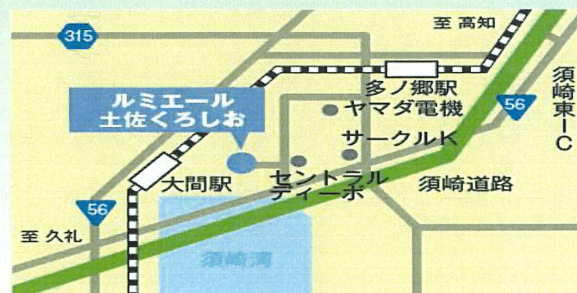 至 高知
315
多ノ郷駅
ルミエール
土佐くろしお
ヤマダ電機
56
須崎東IC
サークルK
大間駅
セントラル
ディーボ
須崎道路
56
至 久礼
須崎湾